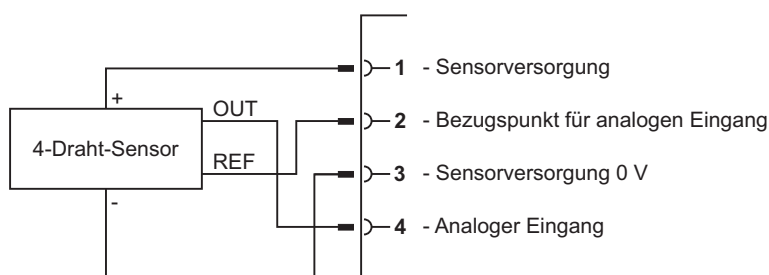 1 - Sensorversorgung
+
OUT
2 - Bezugspunkt für analogen Eingang
4-Draht-Sensor
REF
3 - Sensorversorgung 0 V
-
4 - Analoger Eingang